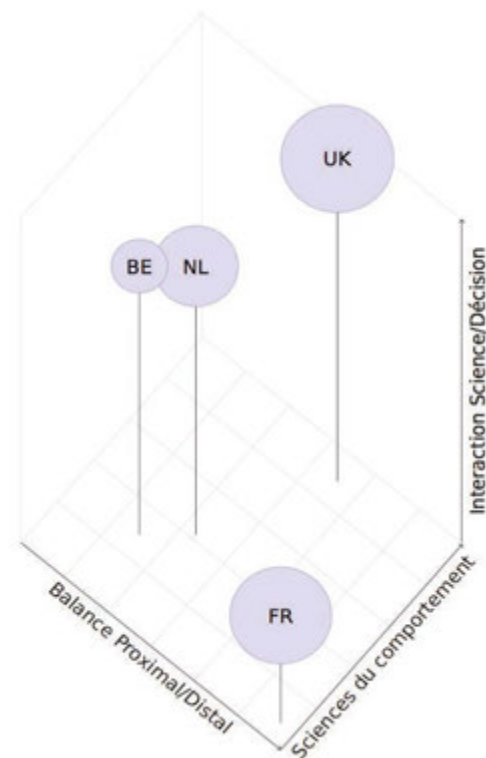 UK
BE
NL
Interaction Science/Décision
FR
Balance Proximal/Distal
Sciences du comportement